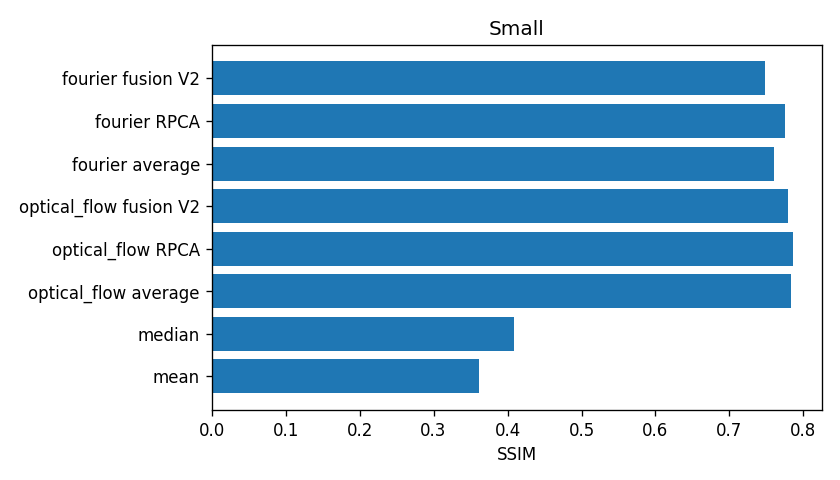 Small
fourier fusion V2
fourier RPCA
fourier average
optical_flow fusion V2
optical_flow RPCA
optical_flow average
median
mean
0.0 0.1 0.2 0.3 0.4 0.5 0.6 0.7 0.8
SSIM